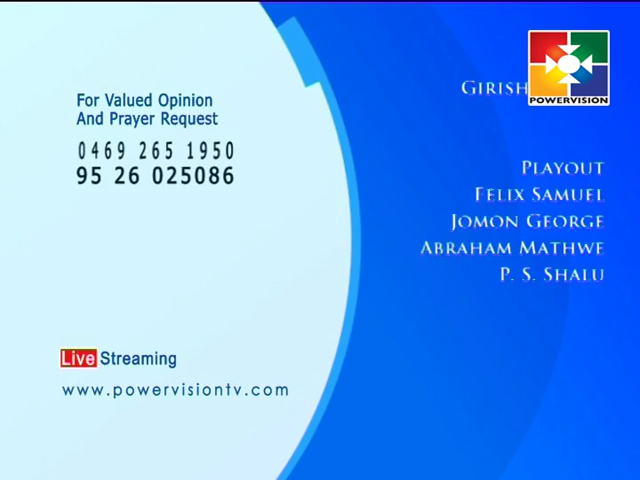 For Valued Opinion
And Prayer Request
0469 265 1950
95 26 025086
Live Streaming
www.powervisiontv.com
POWERVISION
GIRISH
PLAYOUT
FELIX SAMUEL
JOMON GEORGE
ABRAHAM MATHWE
P. S. SHALU